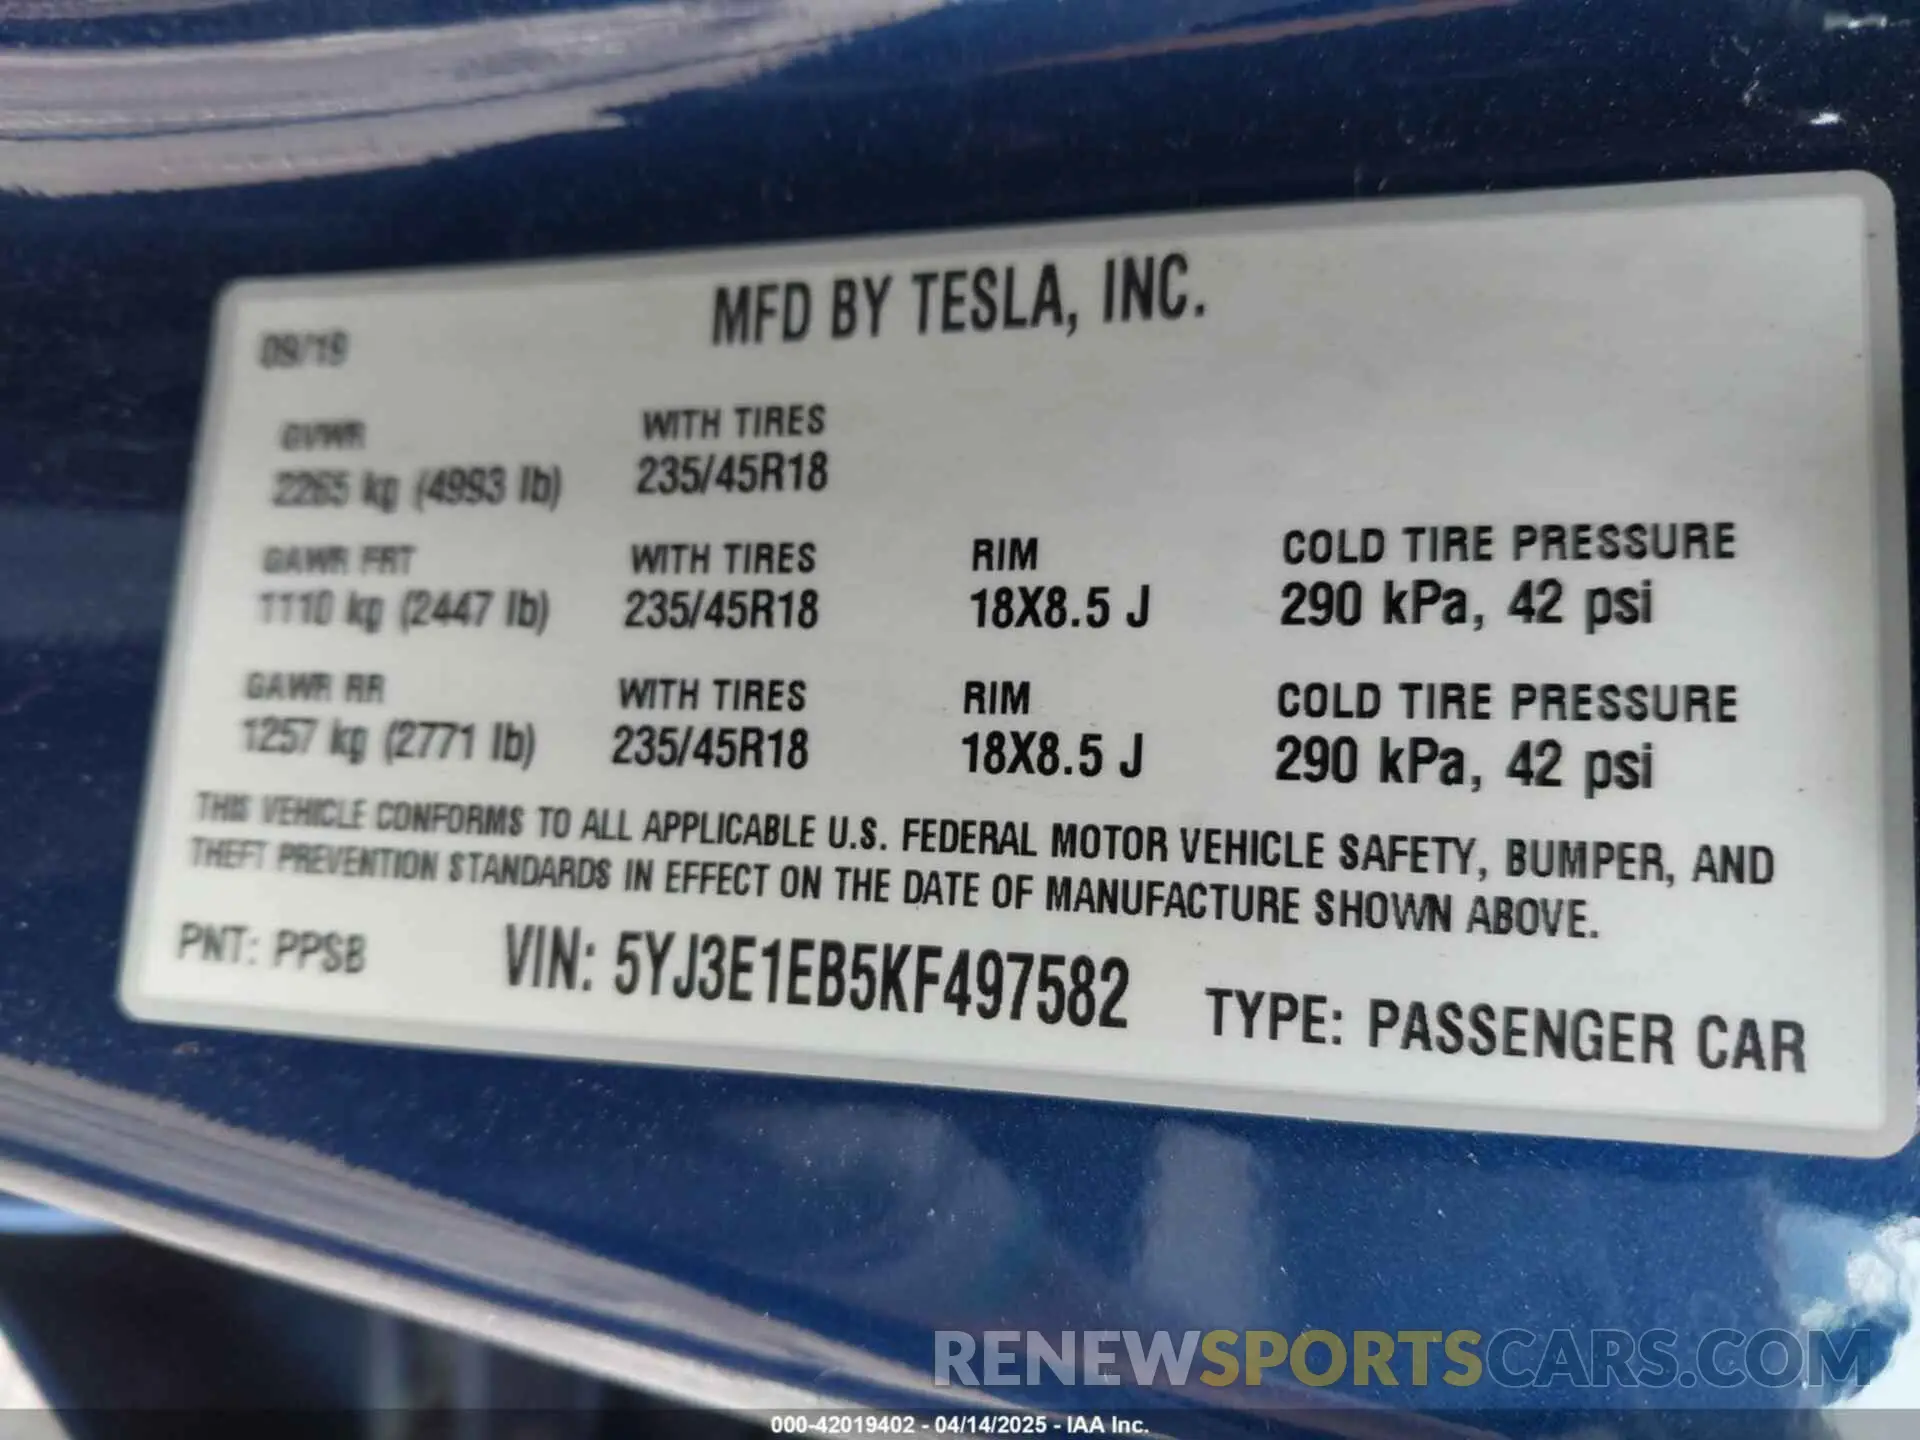 MFD BY TESLA, INC.
09/19
GVWR WITH TIRES
2265 kg (4993 lb) 235/45R18
GAWR FRT WITH TIRES RIM COLD TIRE PRESSURE
1110 kg (2447 lb) 235/45R18 18X8.5 J 290 kPa, 42 psi
GAWR RR WITH TIRES RIM COLD TIRE PRESSURE
1257 kg (2771 lb) 235/45R18 18X8.5 J 290 kPa, 42 psi
THIS VEHICLE CONFORMS TO ALL APPLICABLE U.S. FEDERAL MOTOR VEHICLE SAFETY, BUMPER, AND
THEFT PREVENTION STANDARDS IN EFFECT ON THE DATE OF MANUFACTURE SHOWN ABOVE.
PNT: PPSB VIN: 5YJ3E1EB5KF497582 TYPE: PASSENGER CAR
RENEWSPORTSCARS.COM
000-42019402 - 04/14/2025 - IAA Inc.